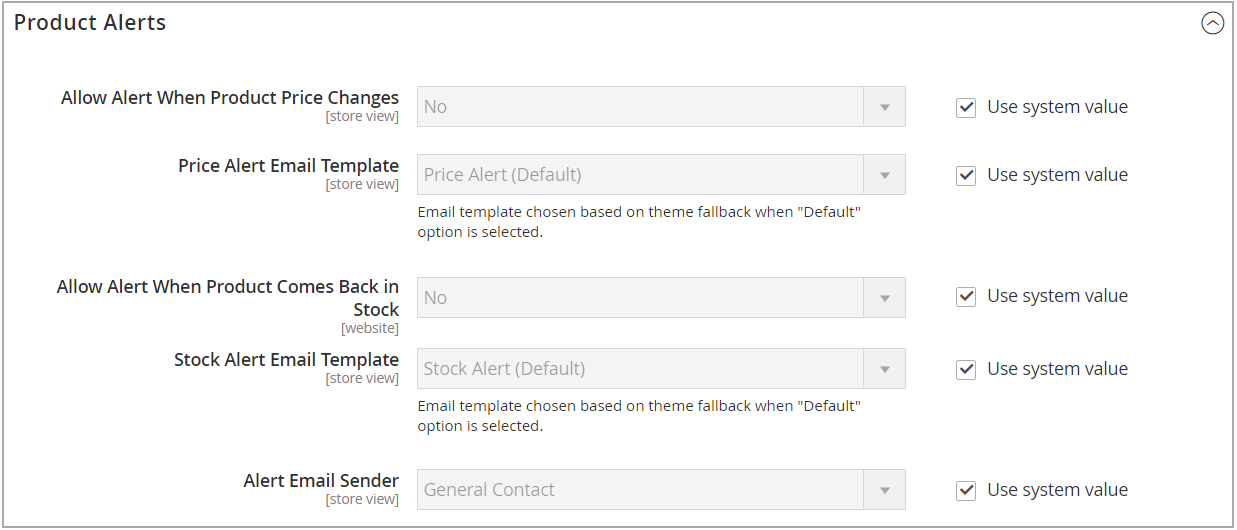 Product Alerts
Allow Alert When Product Price Changes
[store view]
No
Use system value
Price Alert Email Template
[store view]
Price Alert (Default)
Use system value
Email template chosen based on theme fallback when "Default"
option is selected.
Allow Alert When Product Comes Back in
Stock
[website]
No
Use system value
Stock Alert Email Template
[store view]
Stock Alert (Default)
Use system value
Email template chosen based on theme fallback when "Default"
option is selected.
Alert Email Sender
[store view]
General Contact
Use system value